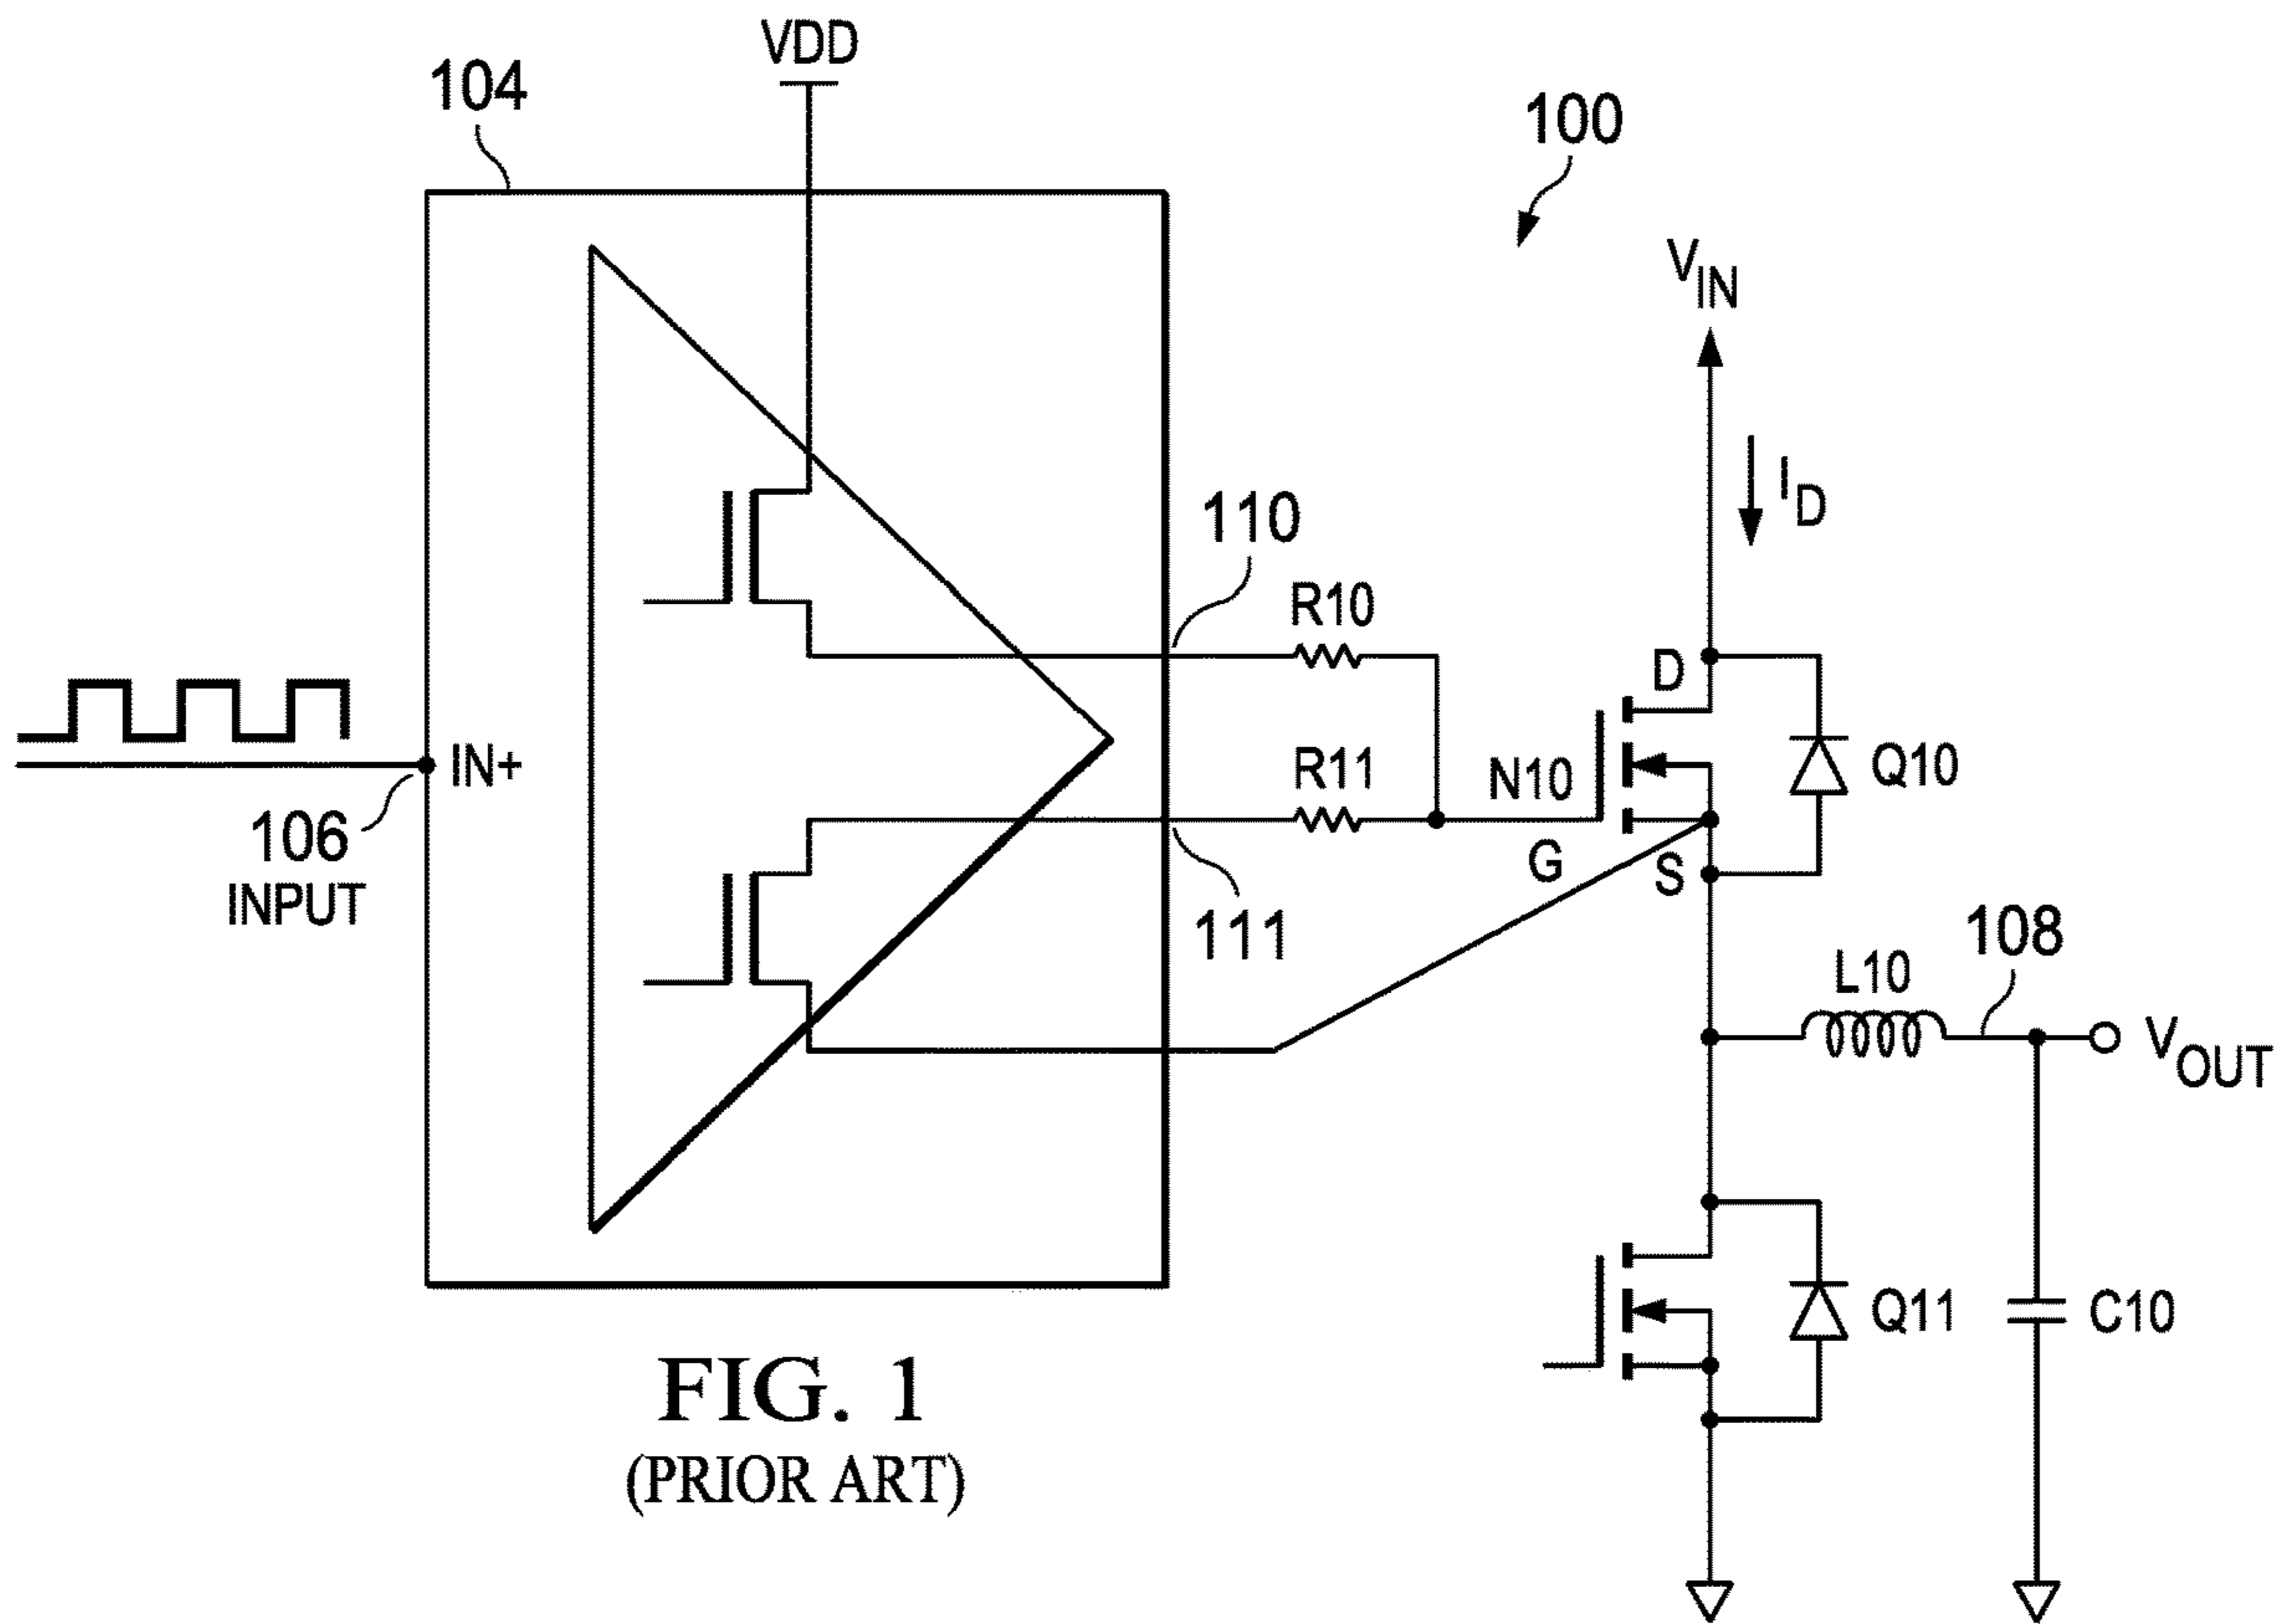 VDD
104
100
VIN
ID
110
R10
D
IN+
R11
N10
Q10
106
INPUT
G
S
111
108
L10
VOUT
Q11
C10
FIG. 1
(PRIOR ART)